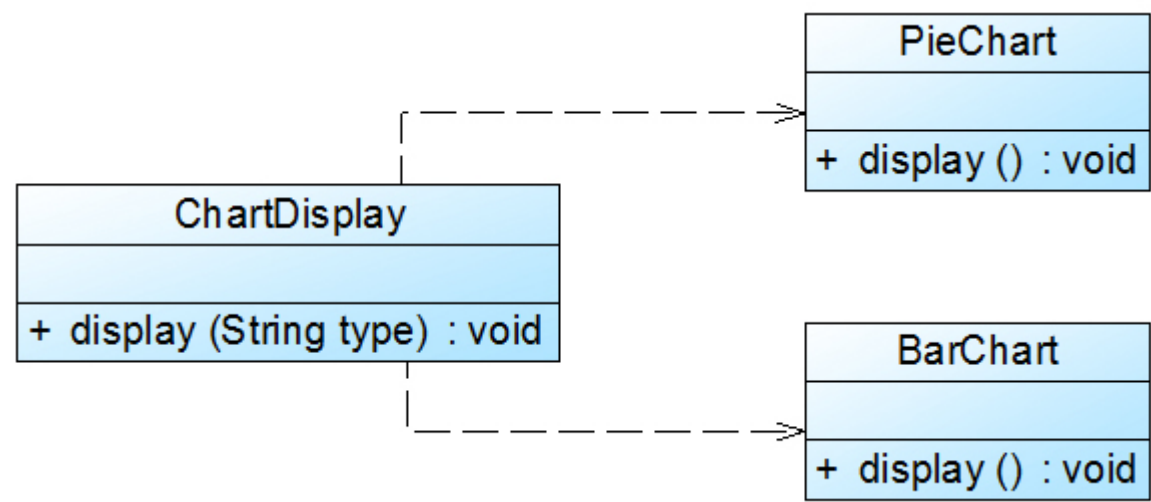 PieChart
+ display () : void
ChartDisplay
+ display (String type) : void
BarChart
+ display () : void